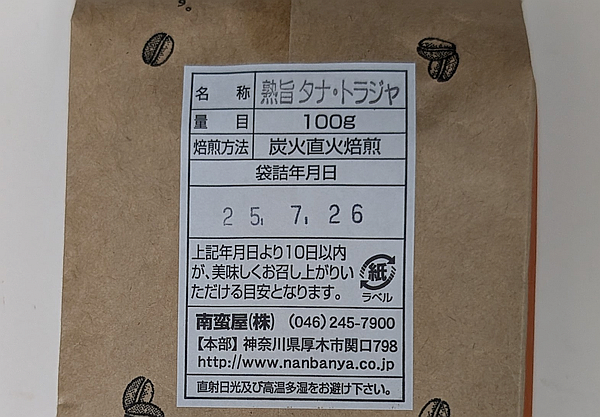 名 称 熟旨 タナ・トラジャ
量 目 100g
焙煎方法 炭火直火焙煎
袋詰年月日
25. 7. 26
上記年月日より10日以内
が、美味しくお召し上がりい
ただける目安となります。
紙
ラベル
南蛮屋(株) (046)245-7900
【本部】神奈川県厚木市関口798
http://www.nanbanya.co.jp
直射日光及び高温多湿をお避け下さい。